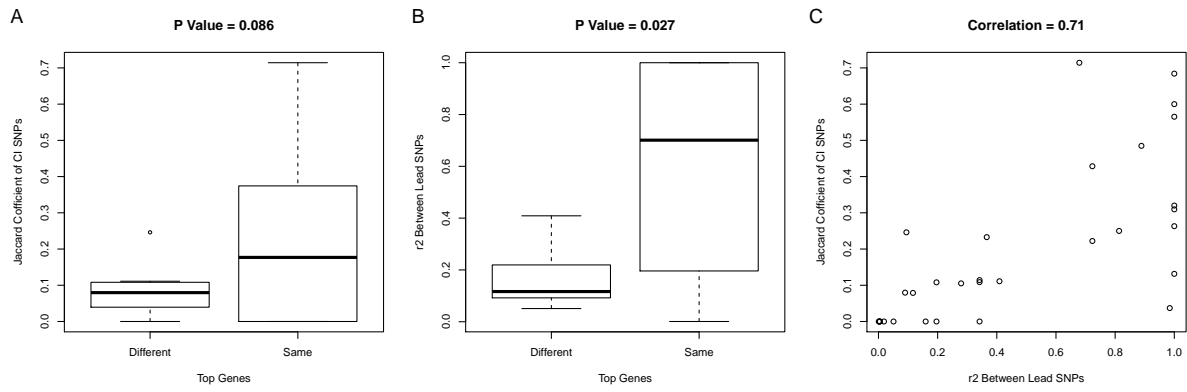 A
P Value = 0.086
Jaccard Cofficient of CI SNPs
0.7
0.6
0.5
0.4
0.3
0.2
0.1
0.0
Different Same
Top Genes
B
P Value = 0.027
r2 Between Lead SNPs
1.0
0.8
0.6
0.4
0.2
0.0
Different Same
Top Genes
C
Correlation = 0.71
Jaccard Cofficient of CI SNPs
0.7
0.6
0.5
0.4
0.3
0.2
0.1
0.0
0.0 0.2 0.4 0.6 0.8 1.0
r2 Between Lead SNPs